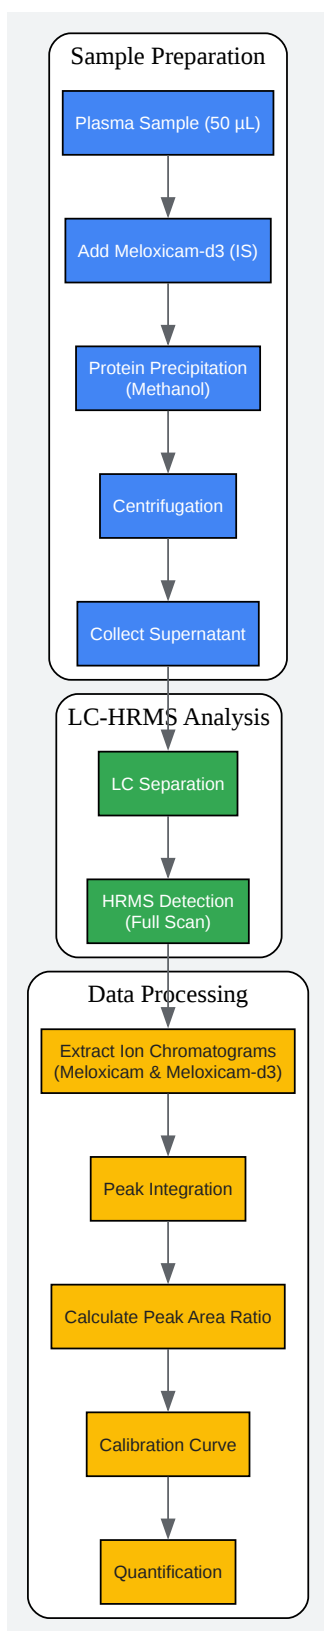 Sample Preparation
Plasma Sample (50 µL)
Add Meloxicam-d3 (IS)
Protein Precipitation
(Methanol)
Centrifugation
Collect Supernatant
LC-HRMS Analysis
LC Separation
HRMS Detection
(Full Scan)
Data Processing
Extract Ion Chromatograms
(Meloxicam & Meloxicam-d3)
Peak Integration
Calculate Peak Area Ratio
Calibration Curve
Quantification